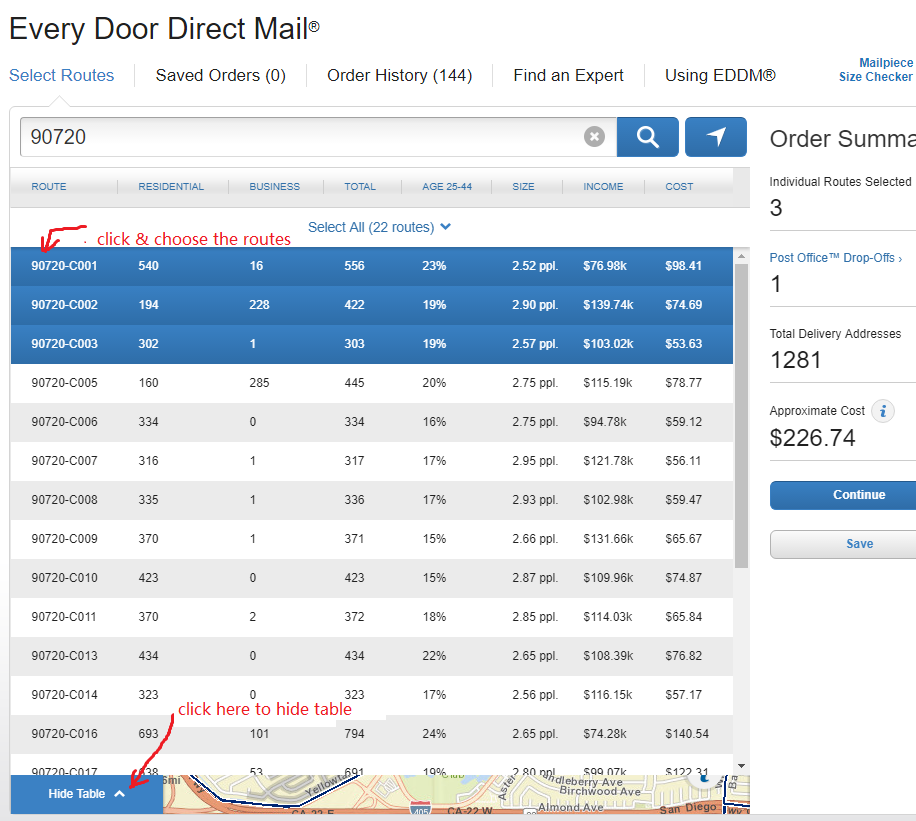 Every Door Direct Mail®
Select Routes Saved Orders (0) Order History (144) Find an Expert Using EDDM®
Mailpiece
Size Checker
90720
ROUTE RESIDENTIAL BUSINESS TOTAL AGE 25-44 SIZE INCOME COST
Select All (22 routes)
click & choose the routes
90720-C001 540 16 556 23% 2.52 ppl. $76.98k $98.41
90720-C002 194 228 422 19% 2.90 ppl. $139.74k $74.69
90720-C003 302 1 303 19% 2.57 ppl. $103.02k $53.63
90720-C005 160 285 445 20% 2.75 ppl. $115.19k $78.77
90720-C006 334 0 334 16% 2.75 ppl. $94.78k $59.12
90720-C007 316 1 317 17% 2.95 ppl. $121.78k $56.11
90720-C008 335 1 336 17% 2.93 ppl. $102.98k $59.47
90720-C009 370 1 371 15% 2.66 ppl. $131.66k $65.67
90720-C010 423 0 423 15% 2.87 ppl. $109.96k $74.87
90720-C011 370 2 372 18% 2.85 ppl. $114.03k $65.84
90720-C013 434 0 434 22% 2.65 ppl. $108.39k $76.82
90720-C014 323 0 323 17% 2.56 ppl. $116.15k $57.17
click here to hide table
90720-C016 693 101 794 24% 2.65 ppl. $74.28k $140.54
90720-C017 638 53 691 19% 2.80 ppl. $99.07k $122.31
Hide Table
Yellowt
405
CA-22 E
CA-22 W
ndleberry Ave
Birchwood Ave
Almond Ave
San Diego
Order Summa
Individual Routes Selected
3
Post Office™ Drop-Offs ›
1
Total Delivery Addresses
1281
Approximate Cost i
$226.74
Continue
Save